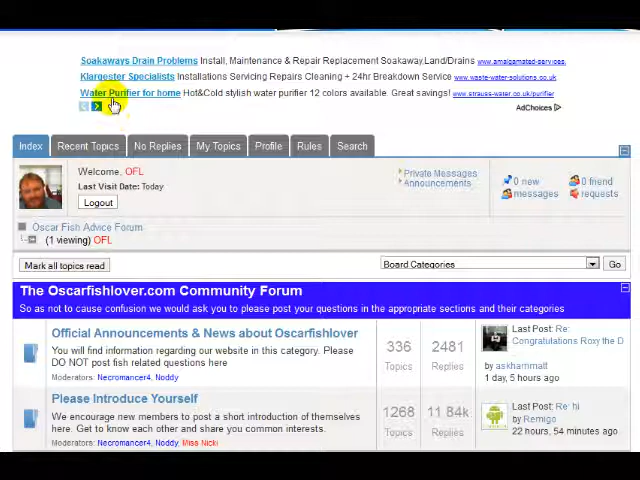 Soakaways Drain Problems Install, Maintenance & Repair Replacement Soakaway,Land/Drains www.amalgamated-services.
Klargester Specialists Installations Servicing Repairs Cleaning + 24hr Breakdown Service www.waste-water-solutions.co.uk
Water Purifier for home Hot&Cold stylish water purifier 12 colors available. Great savings! www.strauss-water.co.uk/purifier
AdChoices
Index Recent Topics No Replies My Topics Profile Rules Search
Welcome, OFL
Last Visit Date: Today
Logout
Private Messages
Announcements
0 new messages
0 friend requests
Oscar Fish Advice Forum
(1 viewing) OFL
Mark all topics read
Board Categories
Go
The Oscarfishlover.com Community Forum
So as not to cause confusion we would ask you to please post your questions in the appropriate sections and their categories
Official Announcements & News about Oscarfishlover
You will find information regarding our website in this category. Please
DO NOT post fish related questions here
Moderators: Necromancer4, Noddy
336 Topics
2481 Replies
Last Post: Re:
Congratulations Roxy the D
by askhammatt
1 day, 5 hours ago
Please Introduce Yourself
We encourage new members to post a short introduction of themselves
here. Get to know each other and share you common interests.
Moderators: Necromancer4, Noddy, Miss Nicki
1268 Topics
11.84k Replies
Last Post: Re: hi
by Remigo
22 hours, 54 minutes ago